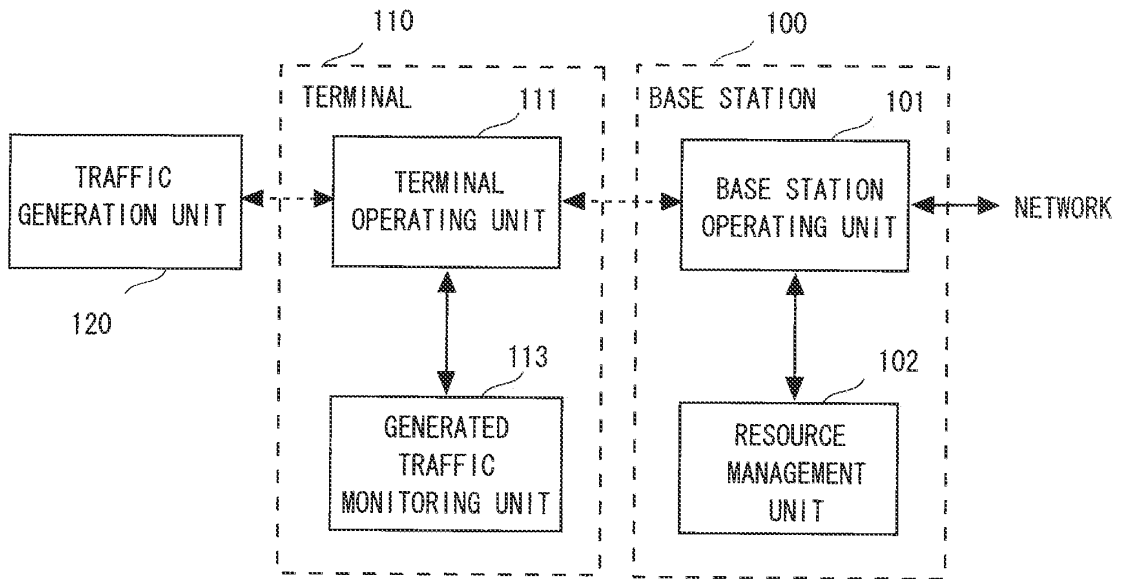 110
100
TERMINAL
111
BASE STATION
101
TRAFFIC
GENERATION UNIT
TERMINAL
OPERATING UNIT
BASE STATION
OPERATING UNIT
NETWORK
120
113
102
GENERATED
TRAFFIC
MONITORING UNIT
RESOURCE
MANAGEMENT
UNIT